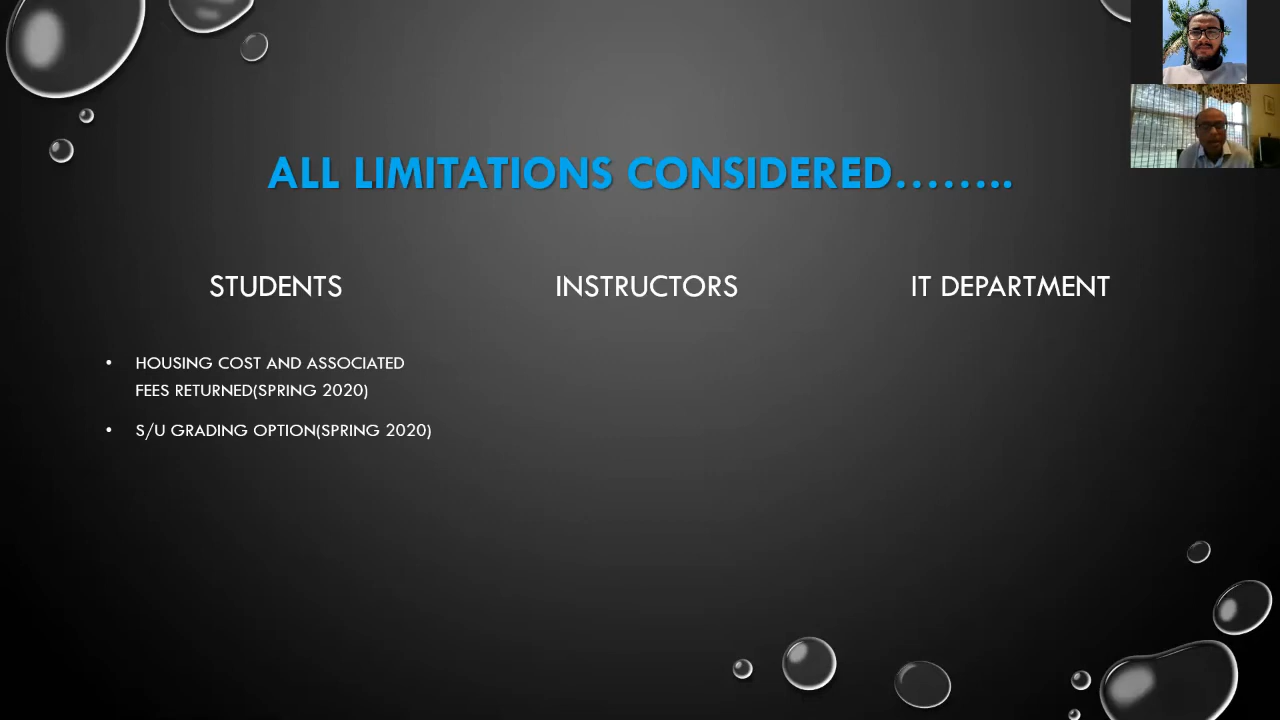 ALL LIMITATIONS CONSIDERED........
STUDENTS
INSTRUCTORS
IT DEPARTMENT
• HOUSING COST AND ASSOCIATED
FEES RETURNED(SPRING 2020)
• S/U GRADING OPTION(SPRING 2020)